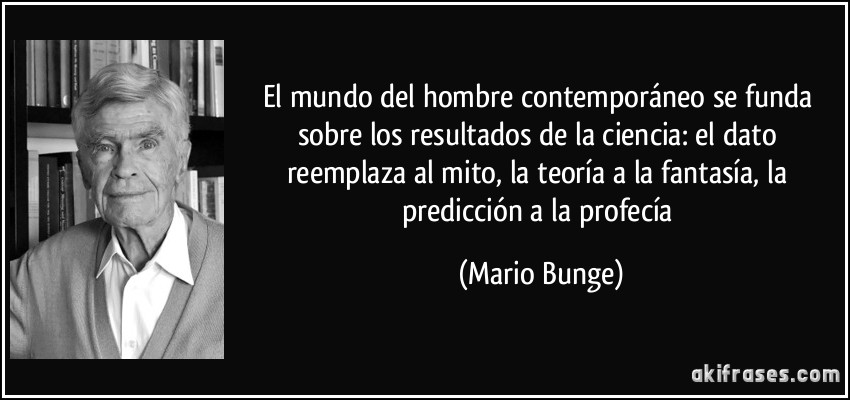 El mundo del hombre contemporáneo se funda
sobre los resultados de la ciencia: el dato
reemplaza al mito, la teoría a la fantasía, la
predicción a la profecía
(Mario Bunge)
akifrases.com